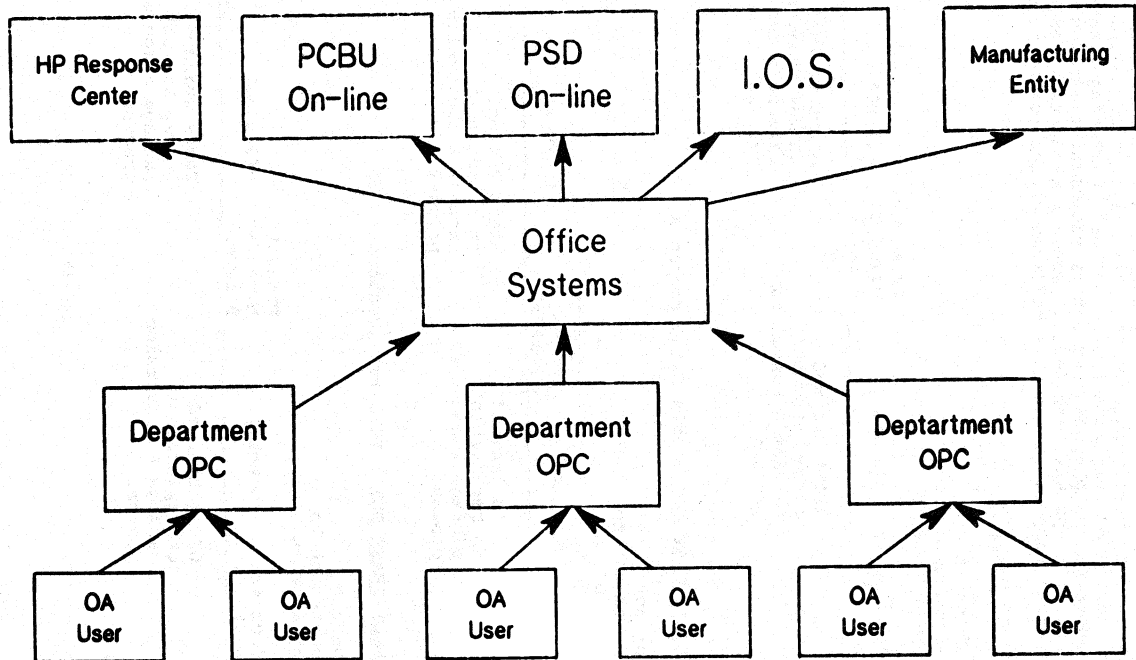 HP Response
Center
PCBU
On-line
PSD
On-line
I.O.S.
Manufacturing
Entity
Office
Systems
Department
OPC
Department
OPC
Deptartment
OPC
OA
User
OA
User
OA
User
OA
User
OA
User
OA
User